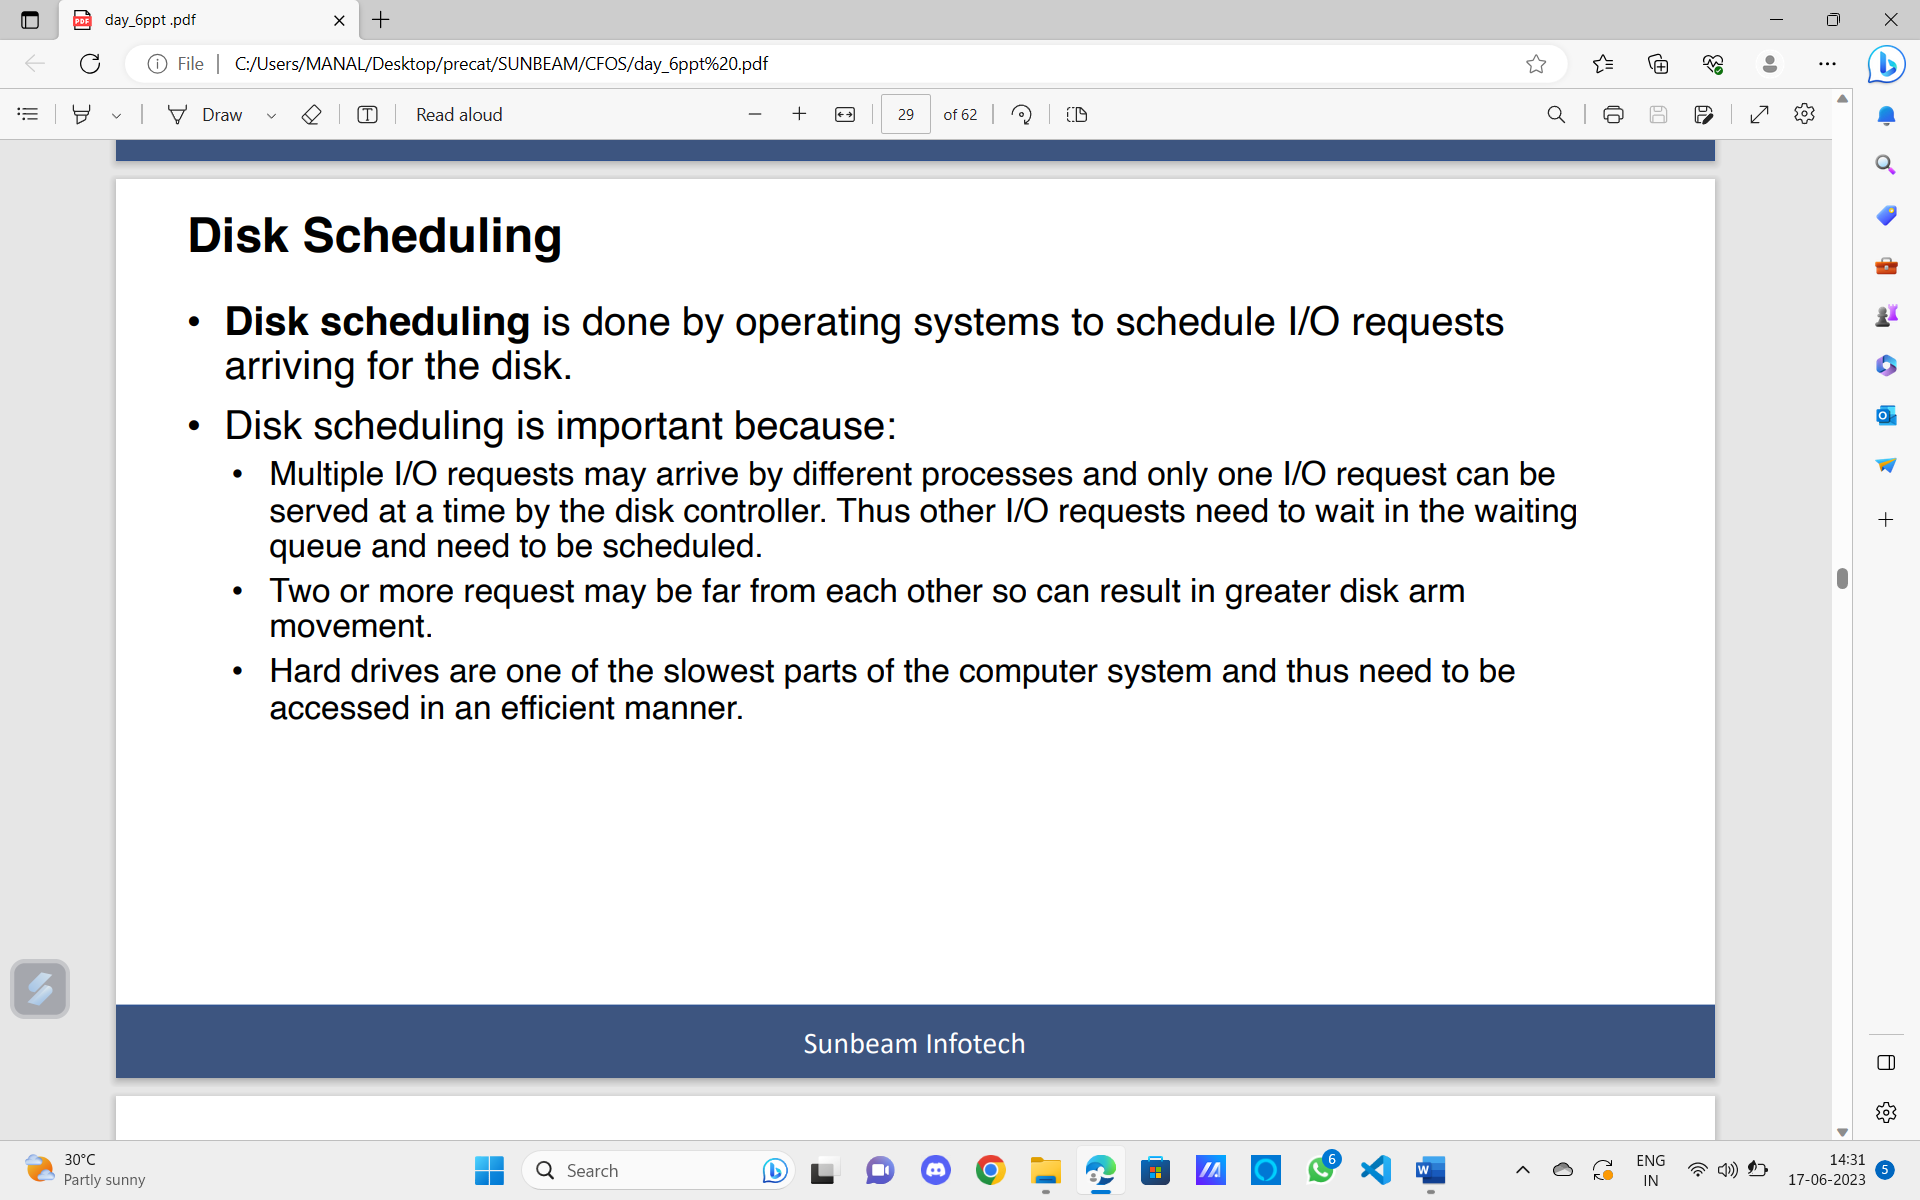 day_6ppt .pdf
File
C:/Users/MANAL/Desktop/precat/SUNBEAM/CFOS/day_6ppt%20.pdf
Draw
Read aloud
29 of 62
Disk Scheduling
• Disk scheduling is done by operating systems to schedule I/O requests
arriving for the disk.
• Disk scheduling is important because:
• Multiple I/O requests may arrive by different processes and only one I/O request can be
served at a time by the disk controller. Thus other I/O requests need to wait in the waiting
queue and need to be scheduled.
• Two or more request may be far from each other so can result in greater disk arm
movement.
• Hard drives are one of the slowest parts of the computer system and thus need to be
accessed in an efficient manner.
Sunbeam Infotech
30°C
Partly sunny
Search
6
ENG
IN
14:31
17-06-2023
5